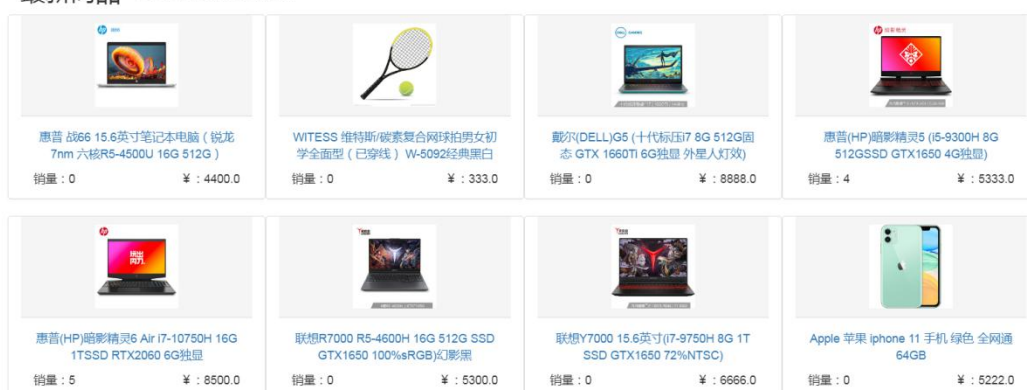 惠普 战66 15.6英寸笔记本电脑（锐龙
7nm 六核R5-4500U 16G 512G）
销量：0 ¥：4400.0
WITESS 维特斯/碳素复合网球拍男女初
学全面型（已穿线） W-5092经典黑白
销量：0 ¥：333.0
戴尔(DELL)G5 (十代标压i7 8G 512G固
态 GTX 1660Ti 6G独显 外星人灯效)
销量：0 ¥：8888.0
惠普(HP)暗影精灵5 (i5-9300H 8G
512GSSD GTX1650 4G独显)
销量：4 ¥：5333.0
惠普(HP)暗影精灵6 Air i7-10750H 16G
1TSSD RTX2060 6G独显
销量：5 ¥：8500.0
联想R7000 R5-4600H 16G 512G SSD
GTX1650 100%sRGB)幻影黑
销量：0 ¥：5300.0
联想Y7000 15.6英寸(i7-9750H 8G 1T
SSD GTX1650 72%NTSC)
销量：0 ¥：6666.0
Apple 苹果 iphone 11 手机 绿色 全网通
64GB
销量：0 ¥：5222.0